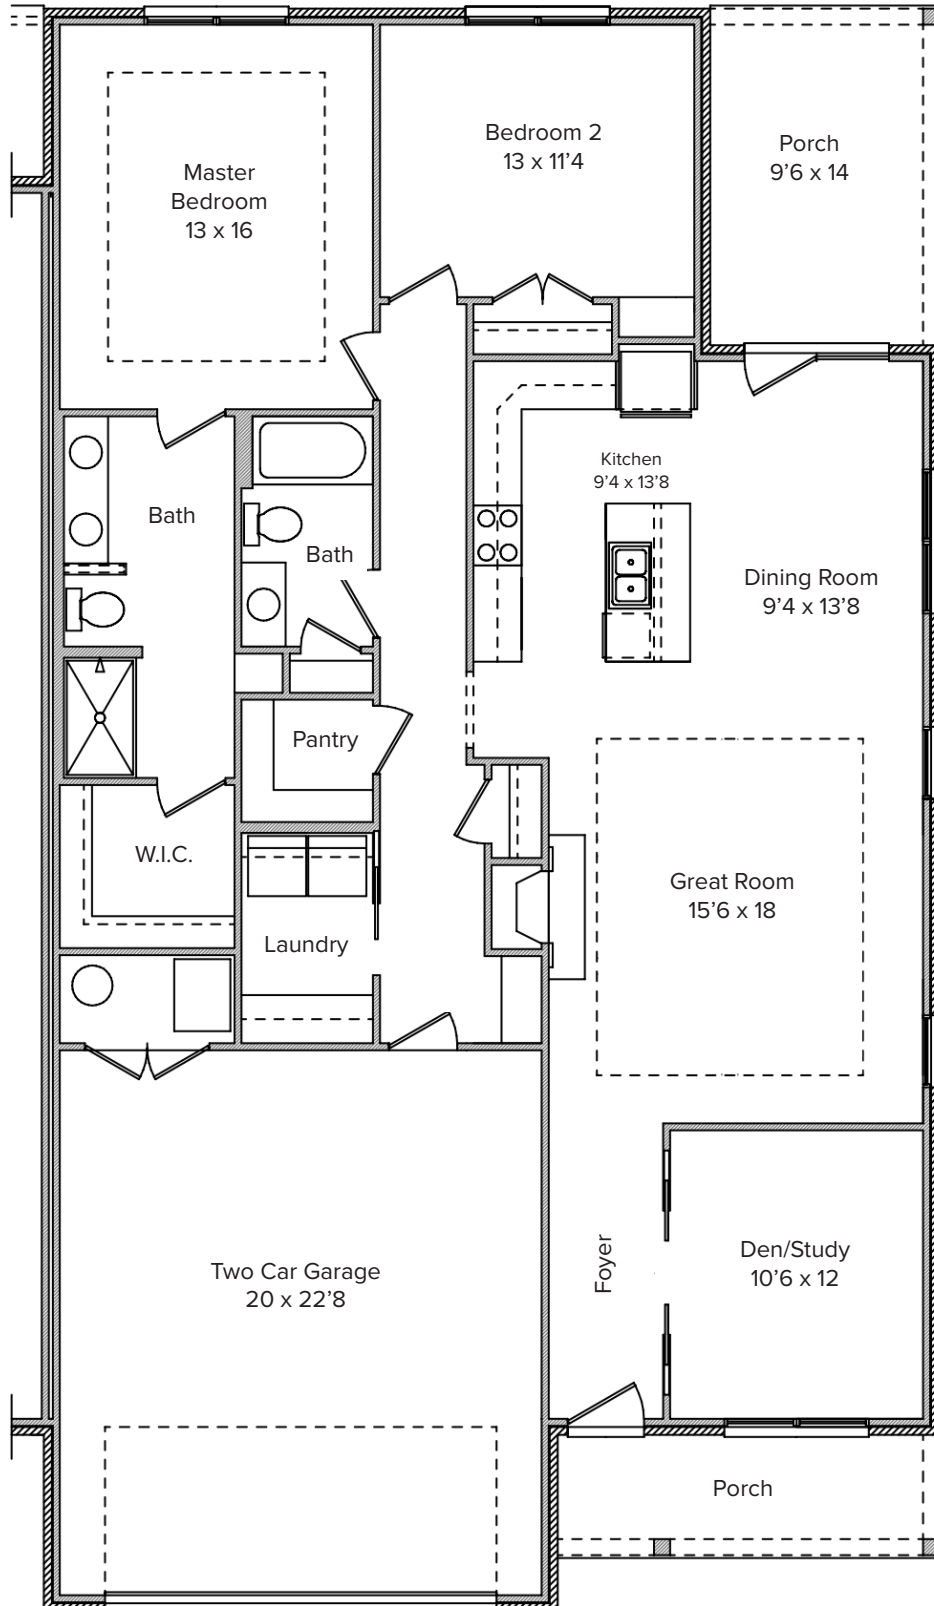 Master
Bedroom
13 x 16
Bedroom 2
13 x 11’4
Porch
9’6 x 14
Kitchen
9’4 x 13’8
Bath
Bath
Dining Room
9’4 x 13’8
Pantry
W.I.C.
Great Room
15’6 x 18
Laundry
Two Car Garage
20 x 22’8
Foyer
Den/Study
10’6 x 12
Porch